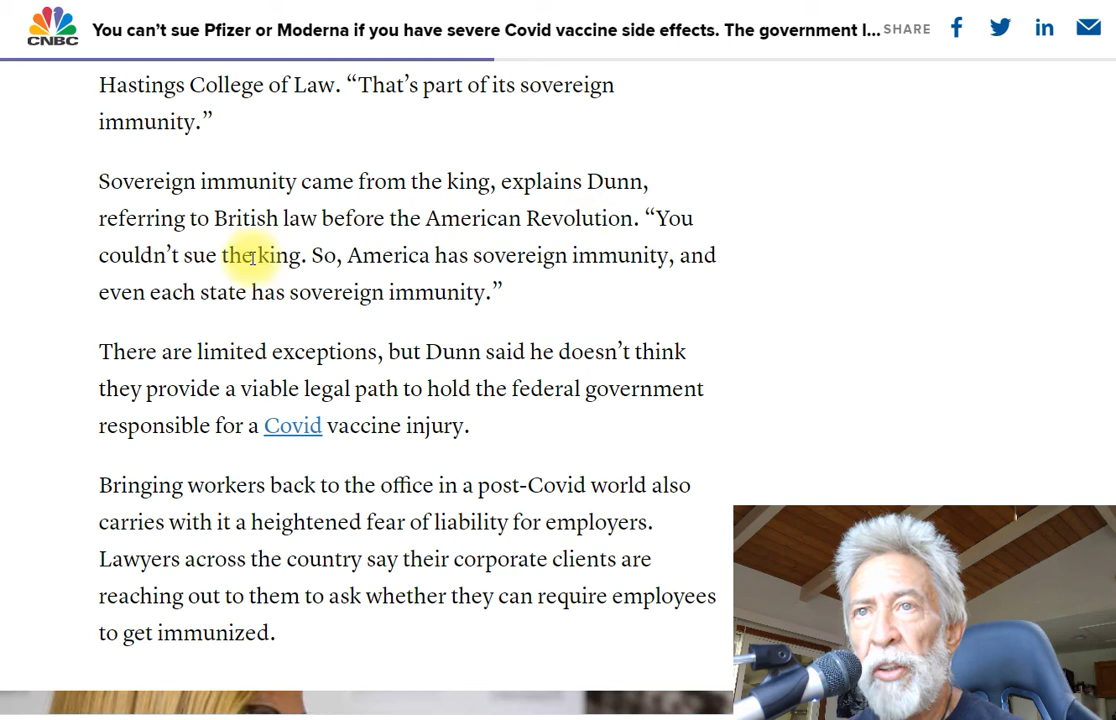 CNBC
You can’t sue Pfizer or Moderna if you have severe Covid vaccine side effects. The government l...
SHARE
Hastings College of Law. “That’s part of its sovereign
immunity.”
Sovereign immunity came from the king, explains Dunn,
referring to British law before the American Revolution. “You
couldn’t sue the king. So, America has sovereign immunity, and
even each state has sovereign immunity.”
There are limited exceptions, but Dunn said he doesn’t think
they provide a viable legal path to hold the federal government
responsible for a Covid vaccine injury.
Bringing workers back to the office in a post-Covid world also
carries with it a heightened fear of liability for employers.
Lawyers across the country say their corporate clients are
reaching out to them to ask whether they can require employees
to get immunized.